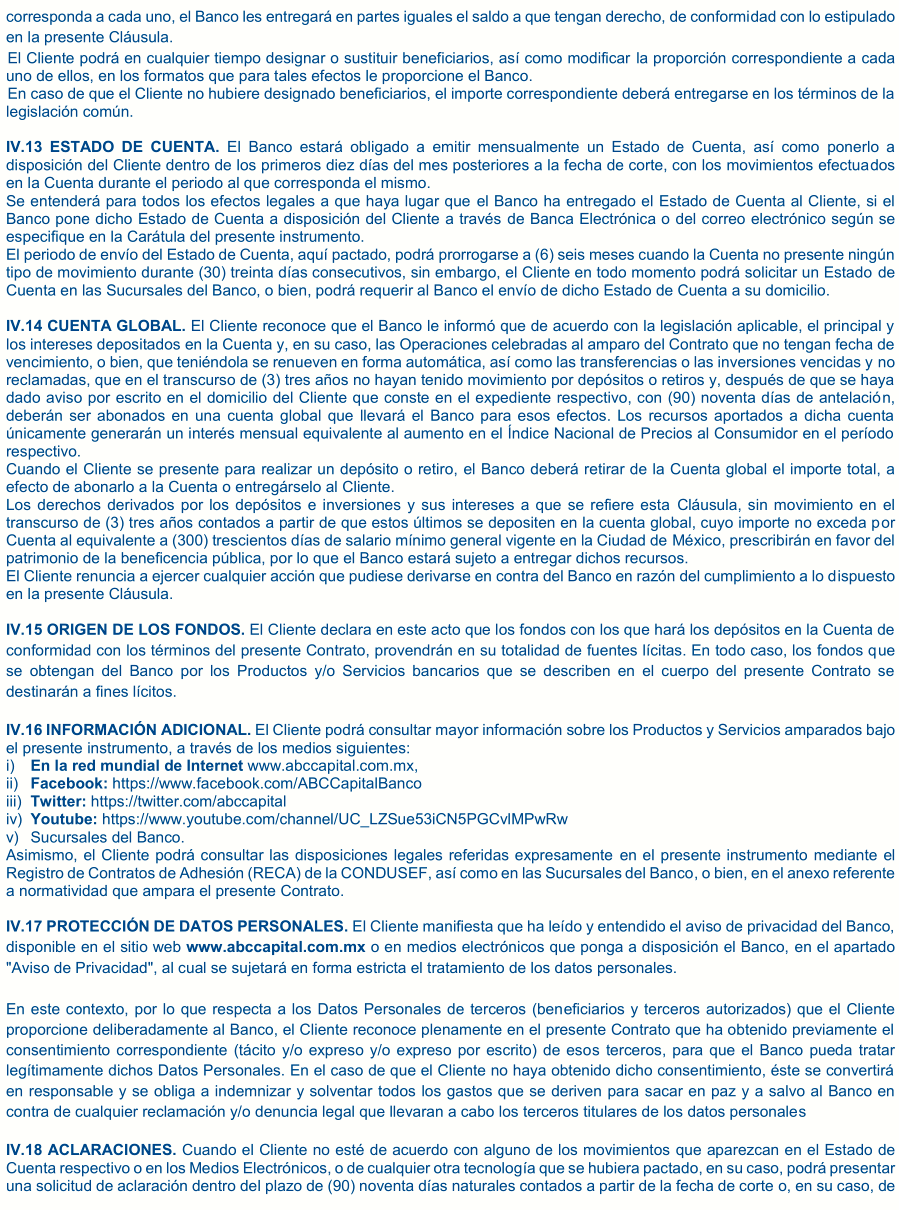 corresponda a cada uno, el Banco les entregará en partes iguales el saldo a que tengan derecho, de conformidad con lo estipulado
en la presente Cláusula.
El Cliente podrá en cualquier tiempo designar o sustituir beneficiarios, así como modificar la proporción correspondiente a cada
uno de ellos, en los formatos que para tales efectos le proporcione el Banco.
En caso de que el Cliente no hubiere designado beneficiarios, el importe correspondiente deberá entregarse en los términos de la
legislación común.
IV.13 ESTADO DE CUENTA. El Banco estará obligado a emitir mensualmente un Estado de Cuenta, así como ponerlo a
disposición del Cliente dentro de los primeros diez días del mes posteriores a la fecha de corte, con los movimientos efectuados
en la Cuenta durante el periodo al que corresponda el mismo.
Se entenderá para todos los efectos legales a que haya lugar que el Banco ha entregado el Estado de Cuenta al Cliente, si el
Banco pone dicho Estado de Cuenta a disposición del Cliente a través de Banca Electrónica o del correo electrónico según se
especifique en la Carátula del presente instrumento.
El periodo de envío del Estado de Cuenta, aquí pactado, podrá prorrogarse a (6) seis meses cuando la Cuenta no presente ningún
tipo de movimiento durante (30) treinta días consecutivos, sin embargo, el Cliente en todo momento podrá solicitar un Estado de
Cuenta en las Sucursales del Banco, o bien, podrá requerir al Banco el envío de dicho Estado de Cuenta a su domicilio.
IV.14 CUENTA GLOBAL. El Cliente reconoce que el Banco le informó que de acuerdo con la legislación aplicable, el principal y
los intereses depositados en la Cuenta y, en su caso, las Operaciones celebradas al amparo del Contrato que no tengan fecha de
vencimiento, o bien, que teniéndola se renueven en forma automática, así como las transferencias o las inversiones vencidas y no
reclamadas, que en el transcurso de (3) tres años no hayan tenido movimiento por depósitos o retiros y, después de que se haya
dado aviso por escrito en el domicilio del Cliente que conste en el expediente respectivo, con (90) noventa días de antelación,
deberán ser abonados en una cuenta global que llevará el Banco para esos efectos. Los recursos aportados a dicha cuenta
únicamente generarán un interés mensual equivalente al aumento en el Índice Nacional de Precios al Consumidor en el período
respectivo.
Cuando el Cliente se presente para realizar un depósito o retiro, el Banco deberá retirar de la Cuenta global el importe total, a
efecto de abonarlo a la Cuenta o entregárselo al Cliente.
Los derechos derivados por los depósitos e inversiones y sus intereses a que se refiere esta Cláusula, sin movimiento en el
transcurso de (3) tres años contados a partir de que estos últimos se depositen en la cuenta global, cuyo importe no exceda por
Cuenta al equivalente a (300) trescientos días de salario mínimo general vigente en la Ciudad de México, prescribirán en favor del
patrimonio de la beneficencia pública, por lo que el Banco estará sujeto a entregar dichos recursos.
El Cliente renuncia a ejercer cualquier acción que pudiese derivarse en contra del Banco en razón del cumplimiento a lo dispuesto
en la presente Cláusula.
IV.15 ORIGEN DE LOS FONDOS. El Cliente declara en este acto que los fondos con los que hará los depósitos en la Cuenta de
conformidad con los términos del presente Contrato, provendrán en su totalidad de fuentes lícitas. En todo caso, los fondos que
se obtengan del Banco por los Productos y/o Servicios bancarios que se describen en el cuerpo del presente Contrato se
destinarán a fines lícitos.
IV.16 INFORMACIÓN ADICIONAL. El Cliente podrá consultar mayor información sobre los Productos y Servicios amparados bajo
el presente instrumento, a través de los medios siguientes:
i) En la red mundial de Internet www.abccapital.com.mx,
ii) Facebook: https://www.facebook.com/ABCCapitalBanco
iii) Twitter: https://twitter.com/abccapital
iv) Youtube: https://www.youtube.com/channel/UC_LZSue53iCN5PGCvlMPwRw
v) Sucursales del Banco.
Asimismo, el Cliente podrá consultar las disposiciones legales referidas expresamente en el presente instrumento mediante el
Registro de Contratos de Adhesión (RECA) de la CONDUSEF, así como en las Sucursales del Banco, o bien, en el anexo referente
a normatividad que ampara el presente Contrato.
IV.17 PROTECCIÓN DE DATOS PERSONALES. El Cliente manifiesta que ha leído y entendido el aviso de privacidad del Banco,
disponible en el sitio web www.abccapital.com.mx o en medios electrónicos que ponga a disposición el Banco, en el apartado
"Aviso de Privacidad", al cual se sujetará en forma estricta el tratamiento de los datos personales.
En este contexto, por lo que respecta a los Datos Personales de terceros (beneficiarios y terceros autorizados) que el Cliente
proporcione deliberadamente al Banco, el Cliente reconoce plenamente en el presente Contrato que ha obtenido previamente el
consentimiento correspondiente (tácito y/o expreso y/o expreso por escrito) de esos terceros, para que el Banco pueda tratar
legítimamente dichos Datos Personales. En el caso de que el Cliente no haya obtenido dicho consentimiento, éste se convertirá
en responsable y se obliga a indemnizar y solventar todos los gastos que se deriven para sacar en paz y a salvo al Banco en
contra de cualquier reclamación y/o denuncia legal que llevaran a cabo los terceros titulares de los datos personales
IV.18 ACLARACIONES. Cuando el Cliente no esté de acuerdo con alguno de los movimientos que aparezcan en el Estado de
Cuenta respectivo o en los Medios Electrónicos, o de cualquier otra tecnología que se hubiera pactado, en su caso, podrá presentar
una solicitud de aclaración dentro del plazo de (90) noventa días naturales contados a partir de la fecha de corte o, en su caso, de